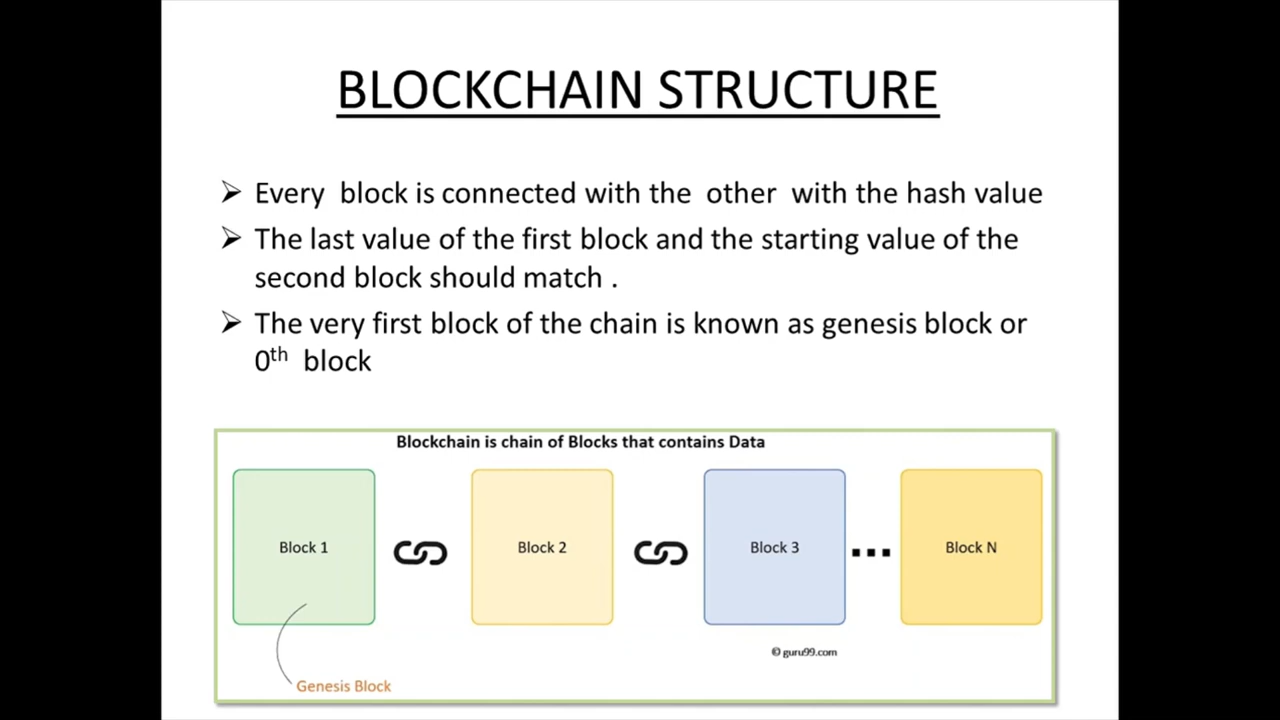 BLOCKCHAIN STRUCTURE
➢ Every block is connected with the other with the hash value
➢ The last value of the first block and the starting value of the
second block should match .
➢ The very first block of the chain is known as genesis block or
0th block
Blockchain is chain of Blocks that contains Data
Block 1
Block 2
Block 3
Block N
© guru99.com
Genesis Block